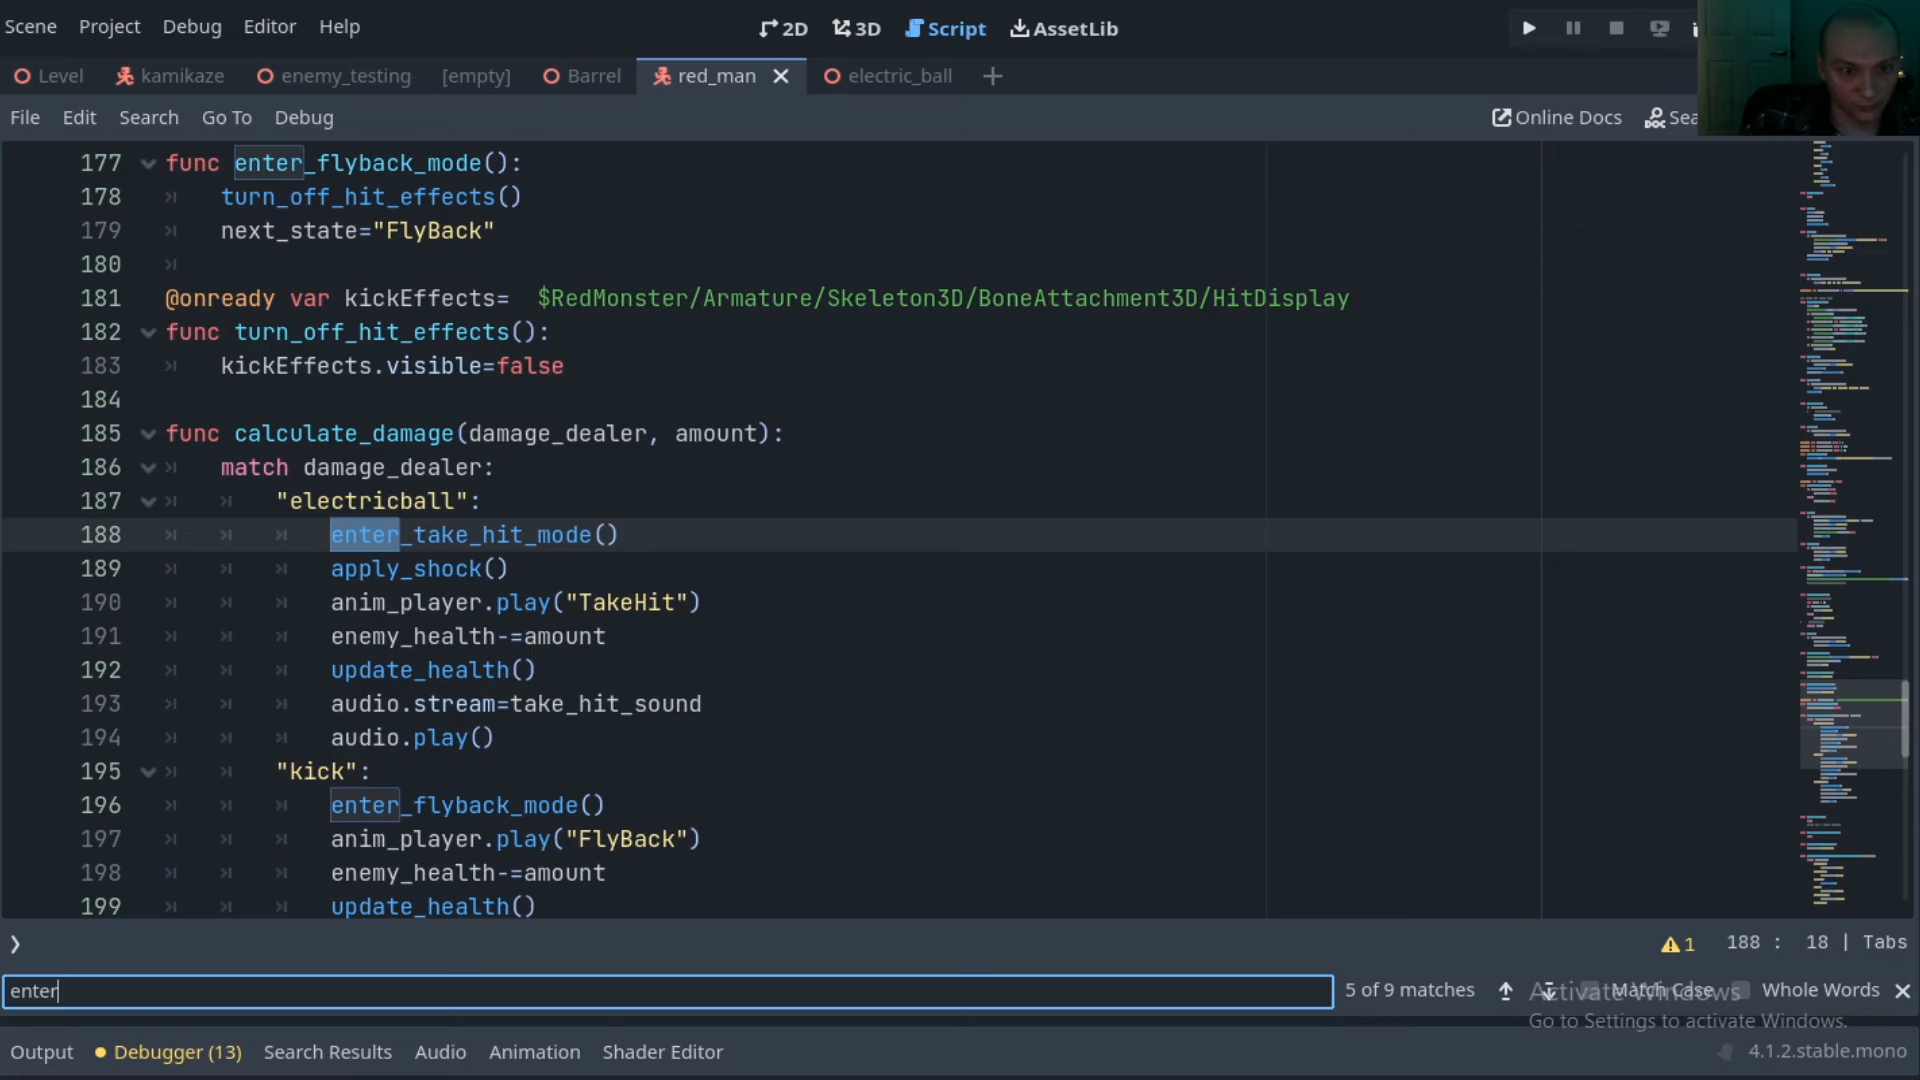 Scene Project Debug Editor Help 2D 3D Script AssetLib
Level kamikaze enemy_testing [empty] Barrel red_man electric_ball
File Edit Search Go To Debug Online Docs Sea
177 func enter_flyback_mode():
178 turn_off_hit_effects()
179 next_state="FlyBack"
180
181 @onready var kickEffects= $RedMonster/Armature/Skeleton3D/BoneAttachment3D/HitDisplay
182 func turn_off_hit_effects():
183 kickEffects.visible=false
184
185 func calculate_damage(damage_dealer, amount):
186 match damage_dealer:
187 "electricball":
188 enter_take_hit_mode()
189 apply_shock()
190 anim_player.play("TakeHit")
191 enemy_health-=amount
192 update_health()
193 audio.stream=take_hit_sound
194 audio.play()
195 "kick":
196 enter_flyback_mode()
197 anim_player.play("FlyBack")
198 enemy_health-=amount
199 update_health()
1 188 : 18 | Tabs
enter 5 of 9 matches Match Case Whole Words
Activate Windows
Go to Settings to activate Windows.
Output Debugger (13) Search Results Audio Animation Shader Editor 4.1.2.stable.mono